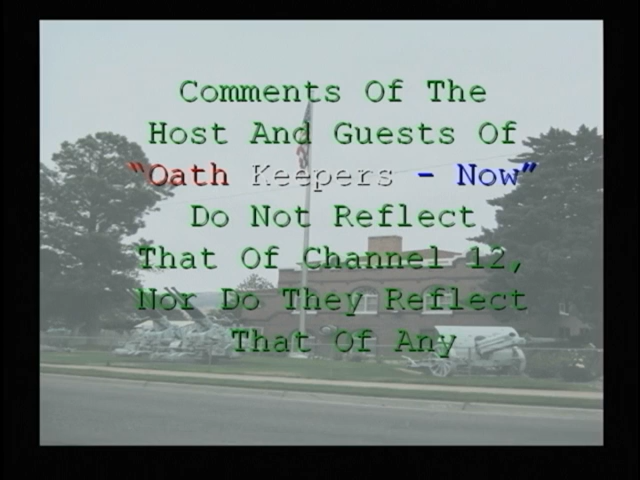 Comments Of The
Host And Guests Of
"Oath Keepers - Now"
Do Not Reflect
That Of Channel 12,
Nor Do They Reflect
That Of Any